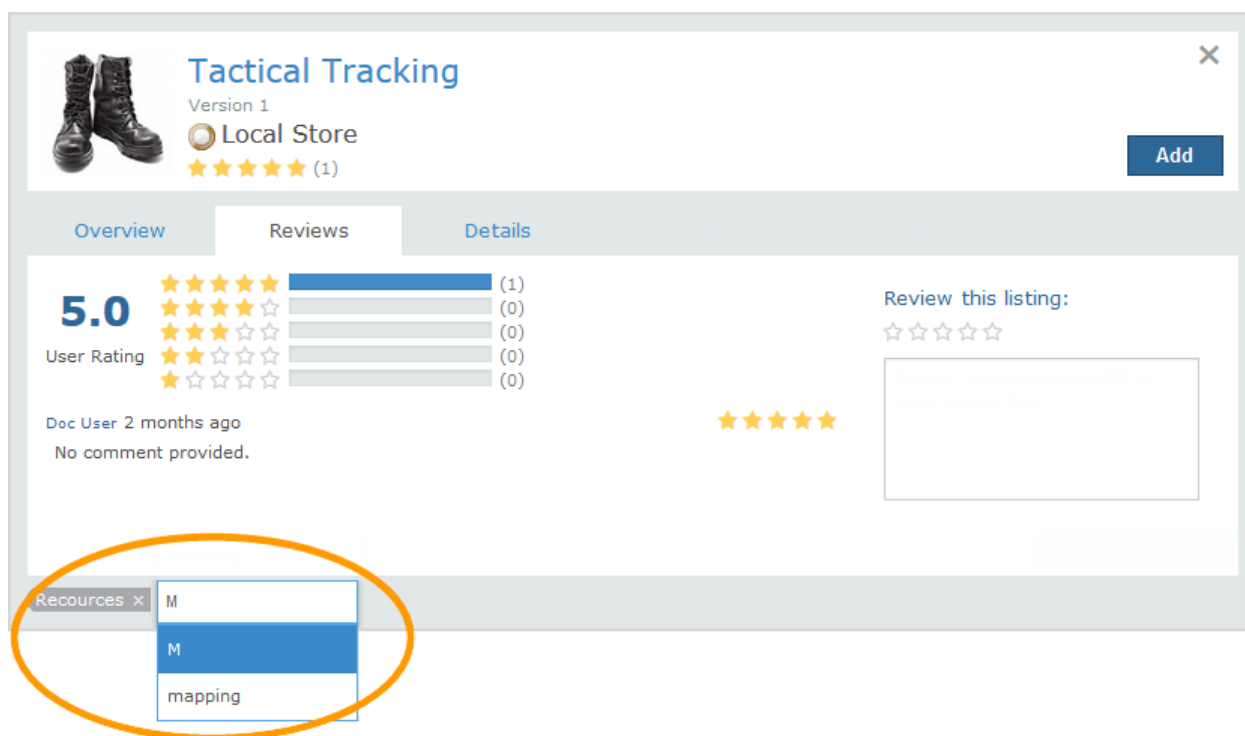 Tactical Tracking
Version 1
Local Store
(1)
Add
Overview Reviews Details
5.0
User Rating
(1)
(0)
(0)
(0)
(0)
Review this listing:
Doc User 2 months ago
No comment provided.
Recources × M
M
mapping